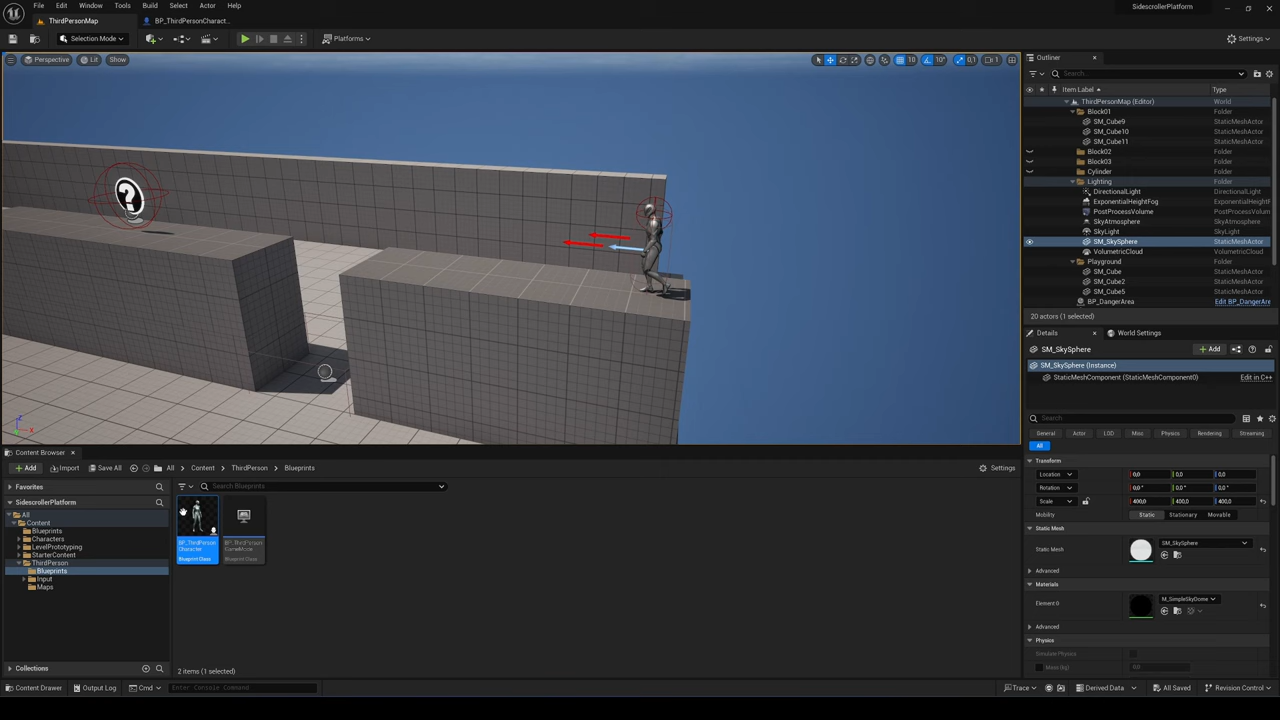 File Edit Window Tools Build Select Actor Help
SidescrollerPlatform
ThirdPersonMap
BP_ThirdPersonCharact...
Selection Mode
Platforms
Settings
Perspective
Lit
Show
10
10°
0,1
1
?
Outliner
Search
Item Label
Type
ThirdPersonMap (Editor) World
Block01 Folder
SM_Cube9 StaticMeshActor
SM_Cube10 StaticMeshActor
SM_Cube11 StaticMeshActor
Block02 Folder
Block03 Folder
Cylinder Folder
Lighting Folder
DirectionalLight DirectionalLight
ExponentialHeightFog ExponentialHeightF
PostProcessVolume PostProcessVolum
SkyAtmosphere SkyAtmosphere
SkyLight SkyLight
SM_SkySphere StaticMeshActor
VolumetricCloud VolumetricCloud
Playground Folder
SM_Cube StaticMeshActor
SM_Cube2 StaticMeshActor
SM_Cube5 StaticMeshActor
BP_DangerArea Edit BP_DangerAre
20 actors (1 selected)
Details
World Settings
SM_SkySphere
Add
SM_SkySphere (Instance)
StaticMeshComponent (StaticMeshComponent0) Edit in C++
Search
General Actor LOD Misc Physics Rendering Streaming
All
Transform
Location 0,0 0,0 0,0
Rotation 0,0 ° 0,0 ° 0,0 °
Scale 400,0 400,0 400,0
Mobility Static Stationary Movable
Static Mesh
Static Mesh SM_SkySphere
Advanced
Materials
Element 0 M_SimpleSkyDome
Advanced
Physics
Simulate Physics
Mass (kg) 0,0
Content Browser
Add Import Save All All Content ThirdPerson Blueprints Settings
Favorites
SidescrollerPlatform
All
Content
Blueprints
Characters
LevelPrototyping
StarterContent
ThirdPerson
Blueprints
Input
Maps
Collections
Search Blueprints
BP_ThirdPerson
Character
Blueprint Class
BP_ThirdPerson
GameMode
Blueprint Class
2 items (1 selected)
Content Drawer Output Log Cmd Enter Console Command
Trace Derived Data All Saved Revision Control
X
Z